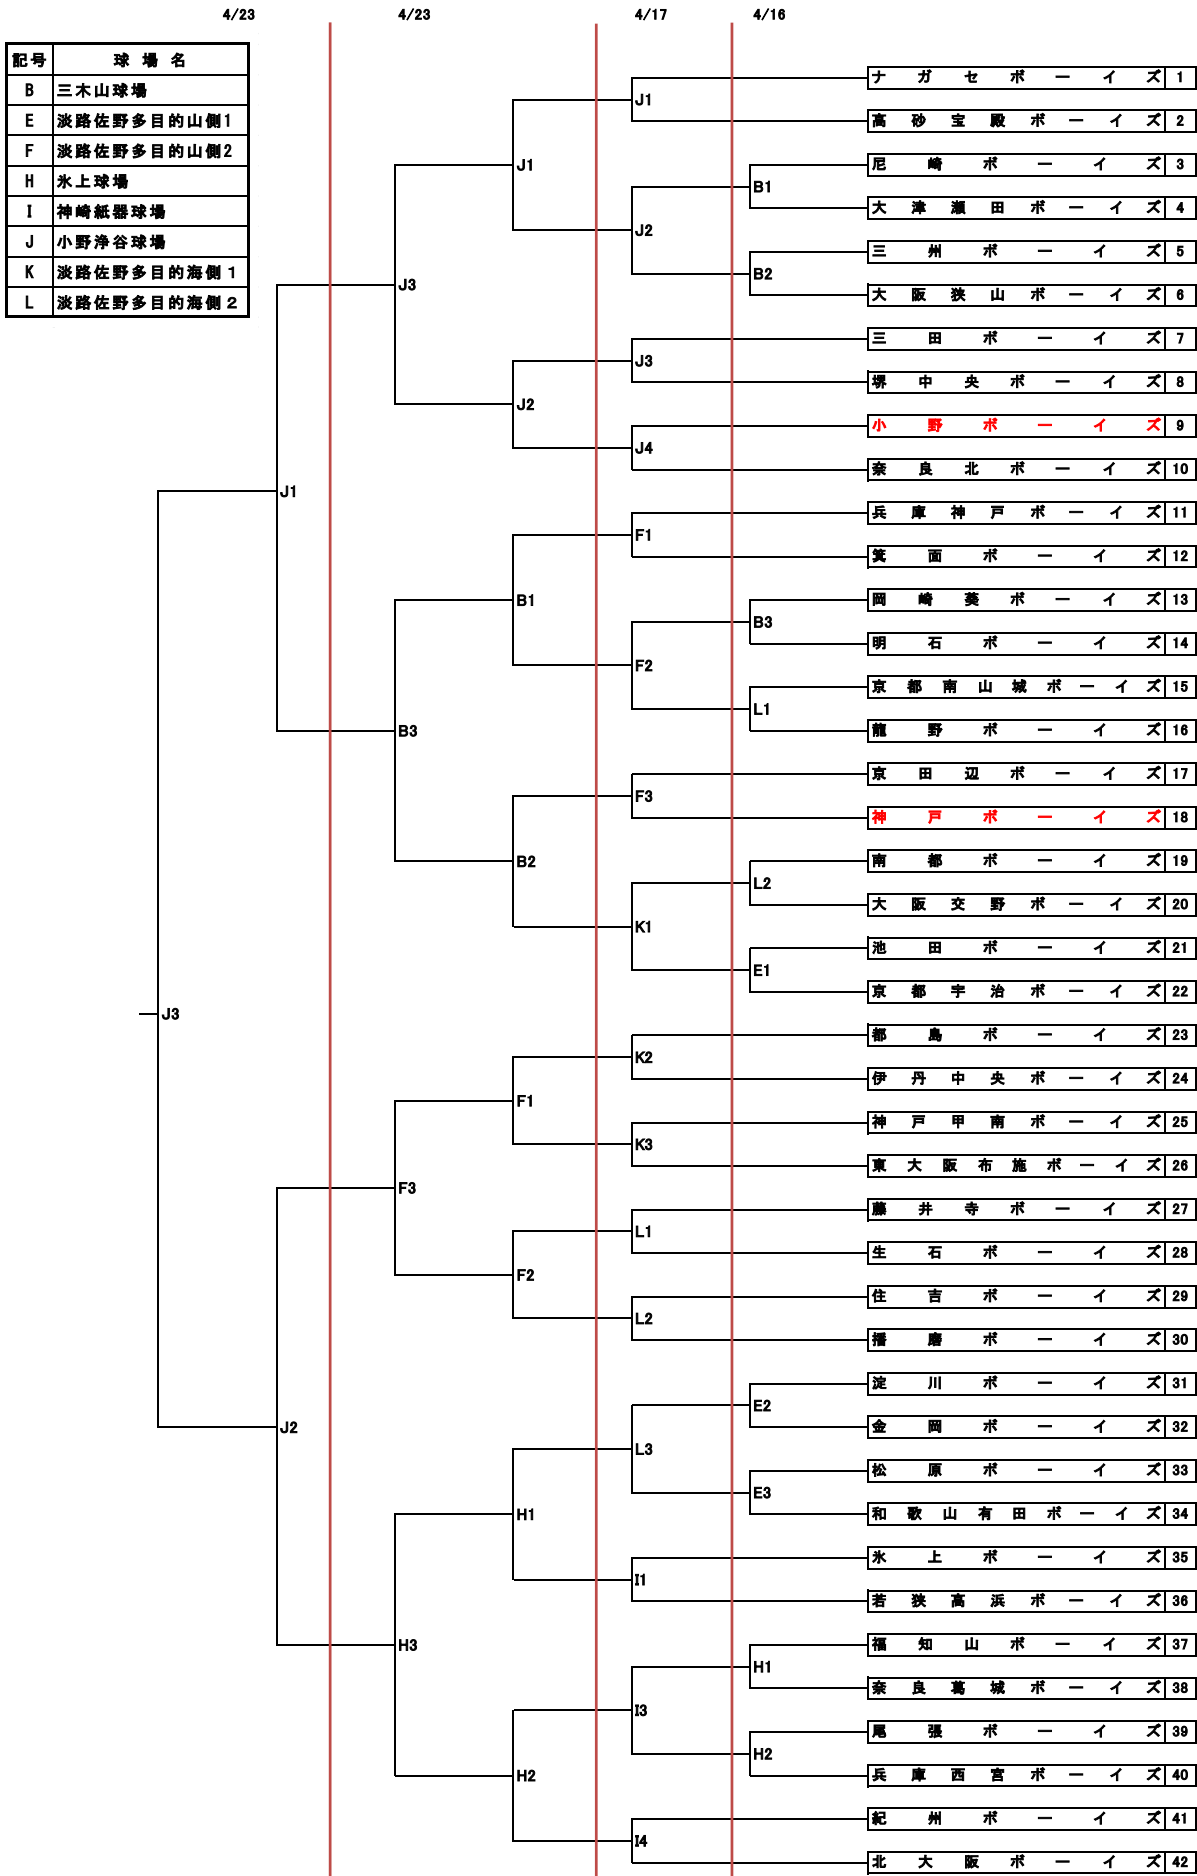 4/23 4/23 4/17 4/16
記号 球場名
B 三木山球場
E 淡路佐野多目的山側1
F 淡路佐野多目的山側2
H 氷上球場
I 神崎紙器球場
J 小野浄谷球場
K 淡路佐野多目的海側 1
L 淡路佐野多目的海側 2
ナガセボーイズ 1
J1
高砂宝殿ボーイズ 2
J1
尼崎ボーイズ 3
B1
大津瀬田ボーイズ 4
J2
三州ボーイズ 5
B2
J3
大阪狭山ボーイズ 6
三田ボーイズ 7
J3
堺中央ボーイズ 8
J2
小野ボーイズ 9
J4
奈良北ボーイズ 10
J1
兵庫神戸ボーイズ 11
F1
箕面ボーイズ 12
B1
岡崎葵ボーイズ 13
B3
明石ボーイズ 14
F2
京都南山城ボーイズ 15
L1
B3
龍野ボーイズ 16
京田辺ボーイズ 17
F3
神戸ボーイズ 18
B2
南都ボーイズ 19
L2
大阪交野ボーイズ 20
K1
池田ボーイズ 21
E1
京都宇治ボーイズ 22
J3
都島ボーイズ 23
K2
伊丹中央ボーイズ 24
F1
神戸甲南ボーイズ 25
K3
東大阪布施ボーイズ 26
F3
藤井寺ボーイズ 27
L1
生石ボーイズ 28
F2
住吉ボーイズ 29
L2
播磨ボーイズ 30
淀川ボーイズ 31
E2
J2
金岡ボーイズ 32
L3
松原ボーイズ 33
E3
H1
和歌山有田ボーイズ 34
氷上ボーイズ 35
I1
若狭高浜ボーイズ 36
H3
福知山ボーイズ 37
H1
奈良葛城ボーイズ 38
I3
尾張ボーイズ 39
H2
H2
兵庫西宮ボーイズ 40
紀州ボーイズ 41
I4
北大阪ボーイズ 42